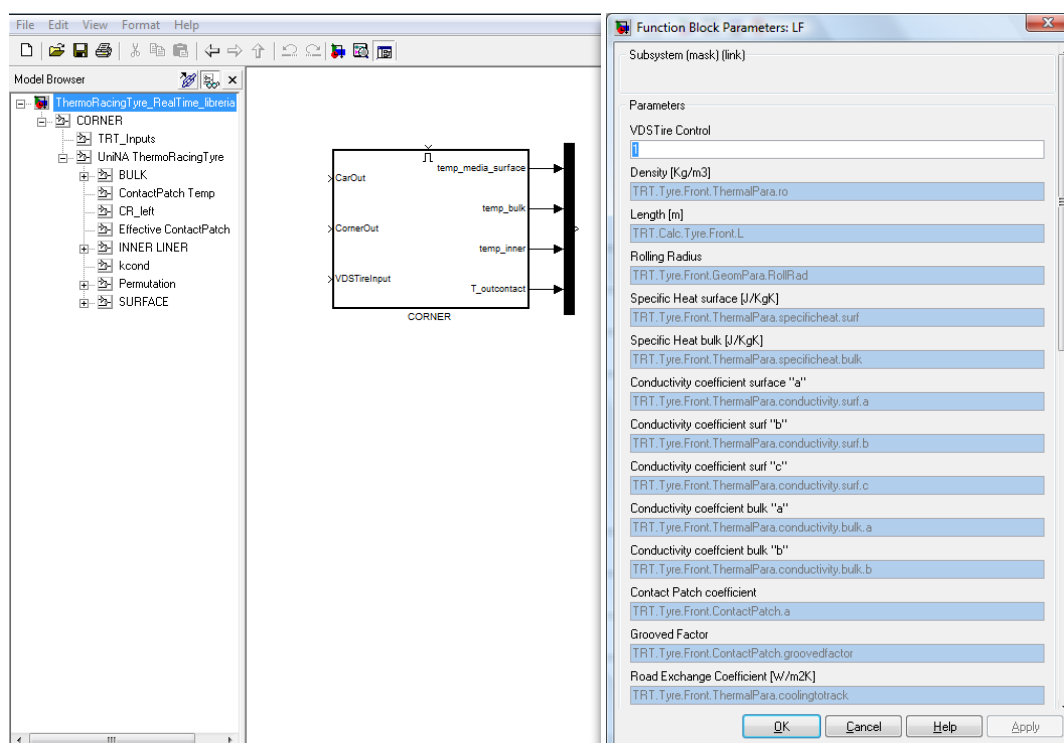 File Edit View Format Help
Model Browser
ThermoRacingTyre_RealTime_libreria
CORNER
TRT_Inputs
UniNA ThermoRacingTyre
BULK
ContactPatch Temp
CR_left
Effective ContactPatch
INNER LINER
kcond
Permutation
SURFACE
CarOut
temp_media_surface
temp_bulk
CornerOut
temp_inner
VDSTireInput
T_outcontact
CORNER
Function Block Parameters: LF
Subsystem (mask) (link)
Parameters
VDSTire Control
1
Density [Kg/m3]
TRT.Tyre.Front.ThermalPara.ro
Length [m]
TRT.Calc.Tyre.Front.L
Rolling Radius
TRT.Tyre.Front.GeomPara.RollRad
Specific Heat surface [J/KgK]
TRT.Tyre.Front.ThermalPara.specificheat.surf
Specific Heat bulk [J/KgK]
TRT.Tyre.Front.ThermalPara.specificheat.bulk
Conductivity coefficient surface "a"
TRT.Tyre.Front.ThermalPara.conductivity.surf.a
Conductivity coefficient surf "b"
TRT.Tyre.Front.ThermalPara.conductivity.surf.b
Conductivity coefficient surf "c"
TRT.Tyre.Front.ThermalPara.conductivity.surf.c
Conductivity coeffcient bulk "a"
TRT.Tyre.Front.ThermalPara.conductivity.bulk.a
Conductivity coeffcient bulk "b"
TRT.Tyre.Front.ThermalPara.conductivity.bulk.b
Contact Patch coefficient
TRT.Tyre.Front.ContactPatch.a
Grooved Factor
TRT.Tyre.Front.ContactPatch.groovedfactor
Road Exchange Coefficient [W/m2K]
TRT.Tyre.Front.ThermalPara.coolingtotrack
OK Cancel Help Apply